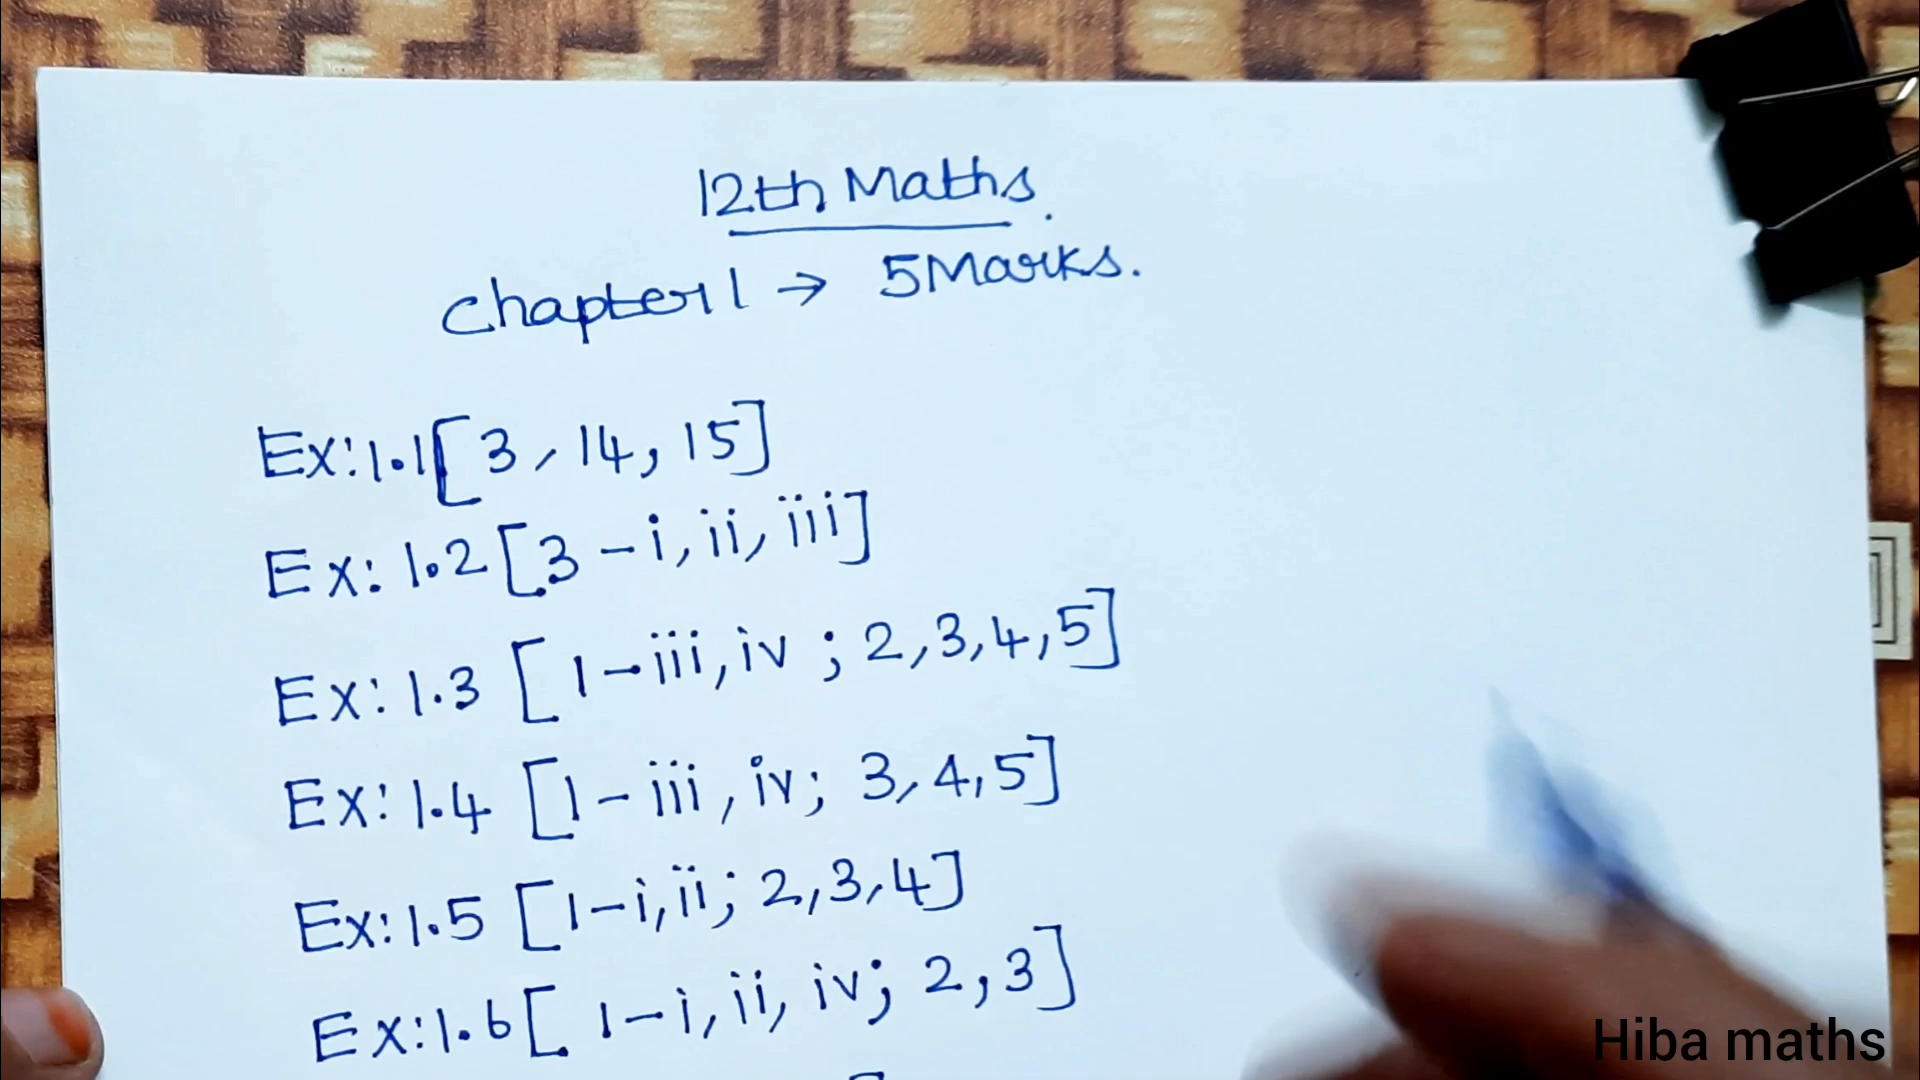 12th Maths.
Chapter 1 → 5 Marks.
Ex: 1.1 [3, 14, 15]
Ex: 1.2 [3 - i, ii, iii]
Ex: 1.3 [1 - iii, iv ; 2, 3, 4, 5]
Ex: 1.4 [1 - iii, iv; 3, 4, 5]
Ex: 1.5 [1 - i, ii; 2, 3, 4]
Ex: 1.6 [1 - i, ii, iv; 2, 3]
Hiba maths